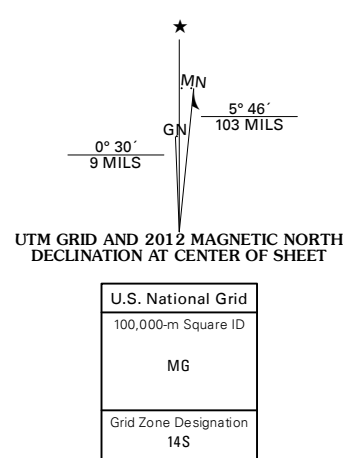 ★
MN
GN
5° 46´
103 MILS
0° 30´
9 MILS
UTM GRID AND 2012 MAGNETIC NORTH
DECLINATION AT CENTER OF SHEET
U.S. National Grid
100,000-m Square ID
MG
Grid Zone Designation
14S